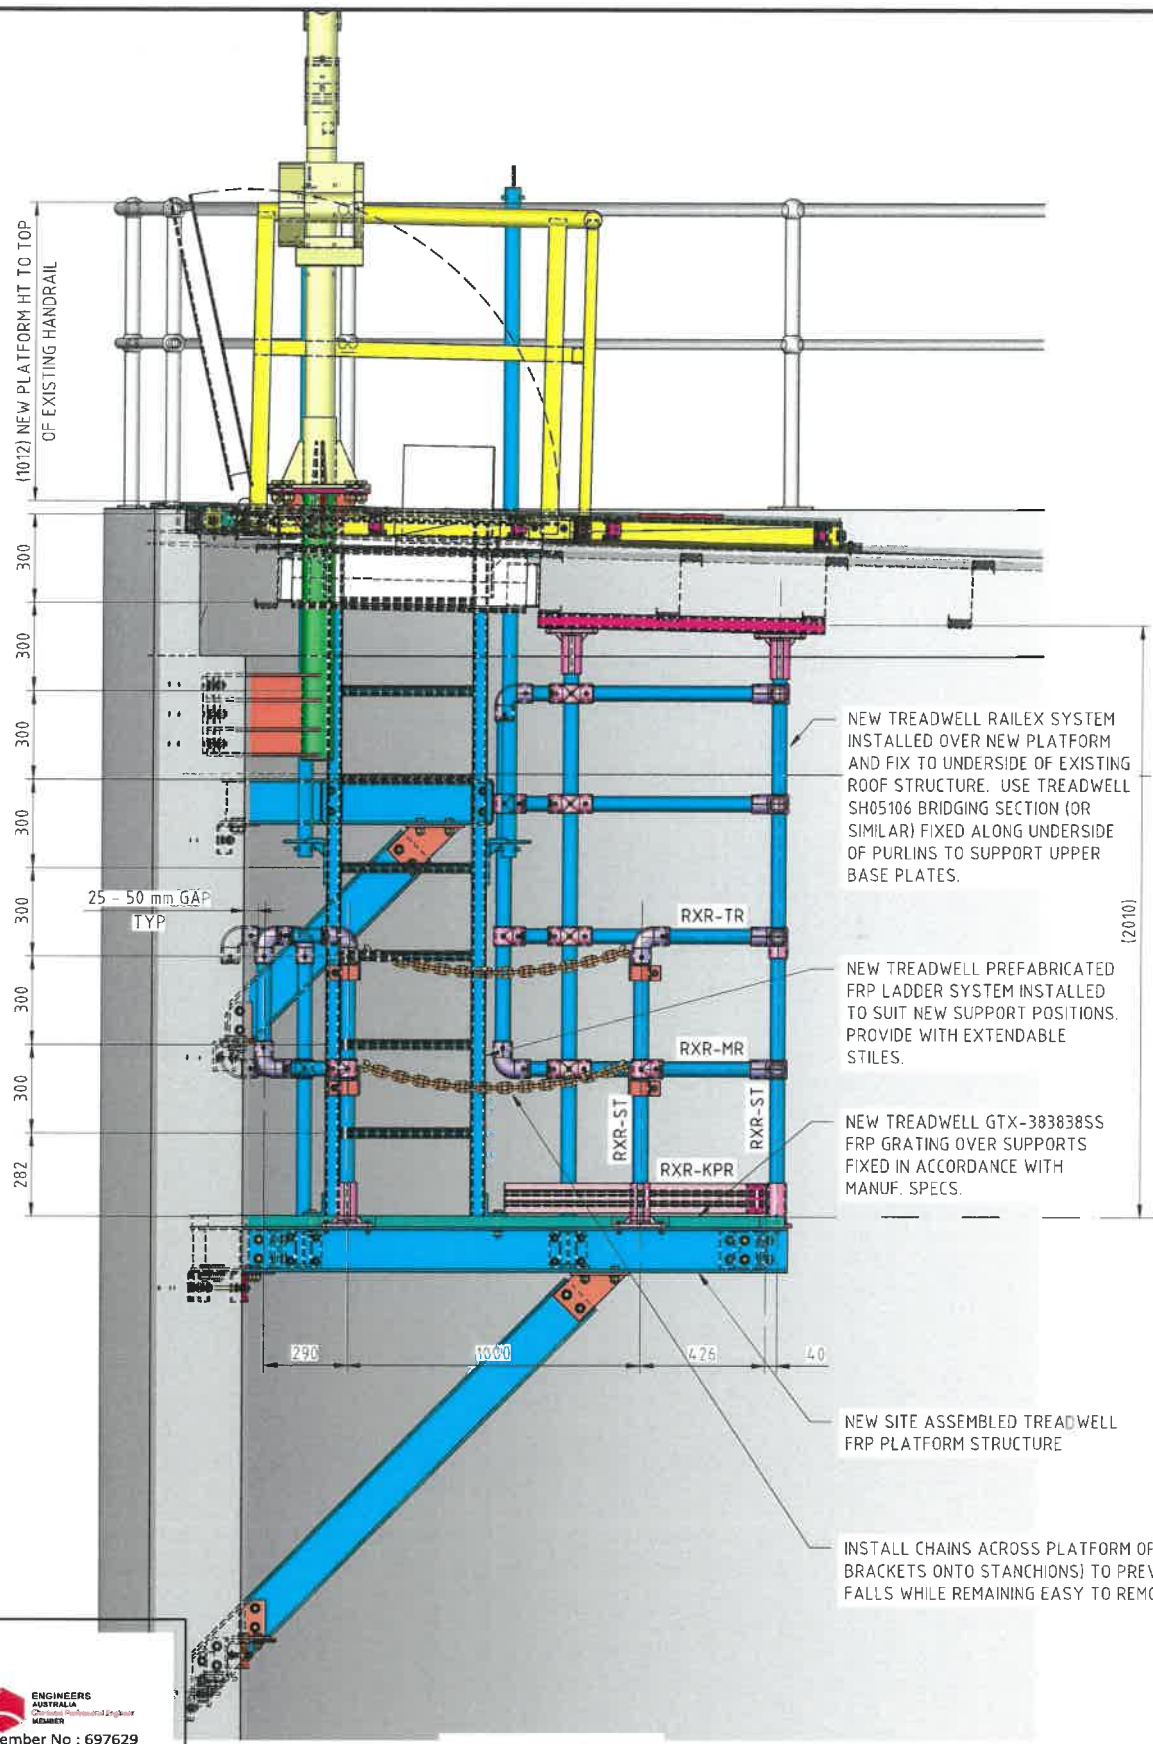 (1012) NEW PLATFORM HT TO TOP
OF EXISTING HANDRAIL
300
300
300
300
300
300
300
282
25 - 50 mm GAP
TYP
NEW TREADWELL RAILEX SYSTEM
INSTALLED OVER NEW PLATFORM
AND FIX TO UNDERSIDE OF EXISTING
ROOF STRUCTURE. USE TREADWELL
SH05106 BRIDGING SECTION (OR
SIMILAR) FIXED ALONG UNDERSIDE
OF PURLINS TO SUPPORT UPPER
BASE PLATES.
(2010)
RXR-TR
NEW TREADWELL PREFABRICATED
FRP LADDER SYSTEM INSTALLED
TO SUIT NEW SUPPORT POSITIONS.
PROVIDE WITH EXTENDABLE
STILES.
RXR-MR
RXR-ST
RXR-ST
RXR-KPR
NEW TREADWELL GTX-383838SS
FRP GRATING OVER SUPPORTS
FIXED IN ACCORDANCE WITH
MANUF. SPECS.
290
1000
426
40
NEW SITE ASSEMBLED TREADWELL
FRP PLATFORM STRUCTURE
INSTALL CHAINS ACROSS PLATFORM OP
BRACKETS ONTO STANCHIONS) TO PREV
FALLS WHILE REMAINING EASY TO REMO
ENGINEERS
AUSTRALIA
Chartered Professional Engineer
MEMBER
ember No : 697629